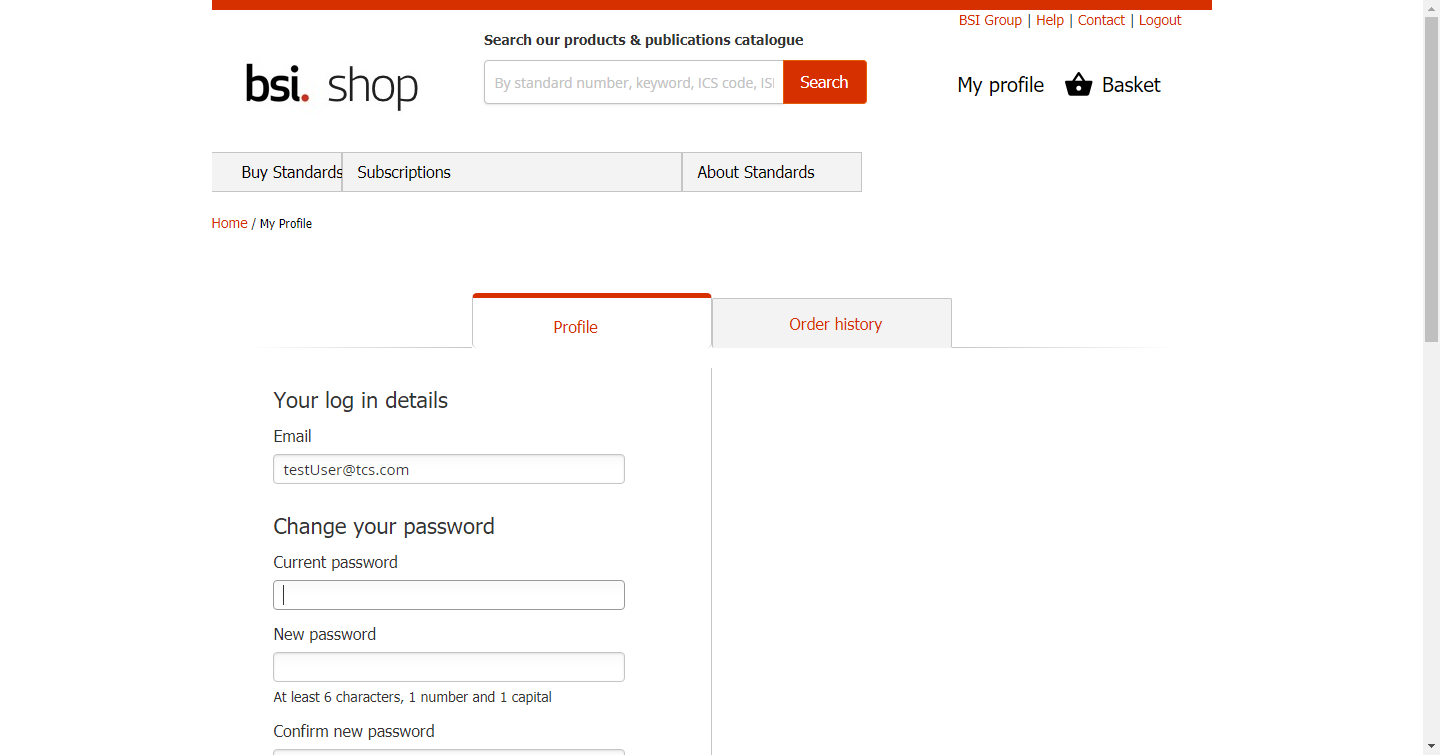 BSI Group | Help | Contact | Logout
Search our products & publications catalogue
bsi. shop
By standard number, keyword, ICS code, ISI
Search
My profile
Basket
Buy Standards
Subscriptions
About Standards
Home / My Profile
Profile
Order history
Your log in details
Email
testUser@tcs.com
Change your password
Current password
New password
At least 6 characters, 1 number and 1 capital
Confirm new password